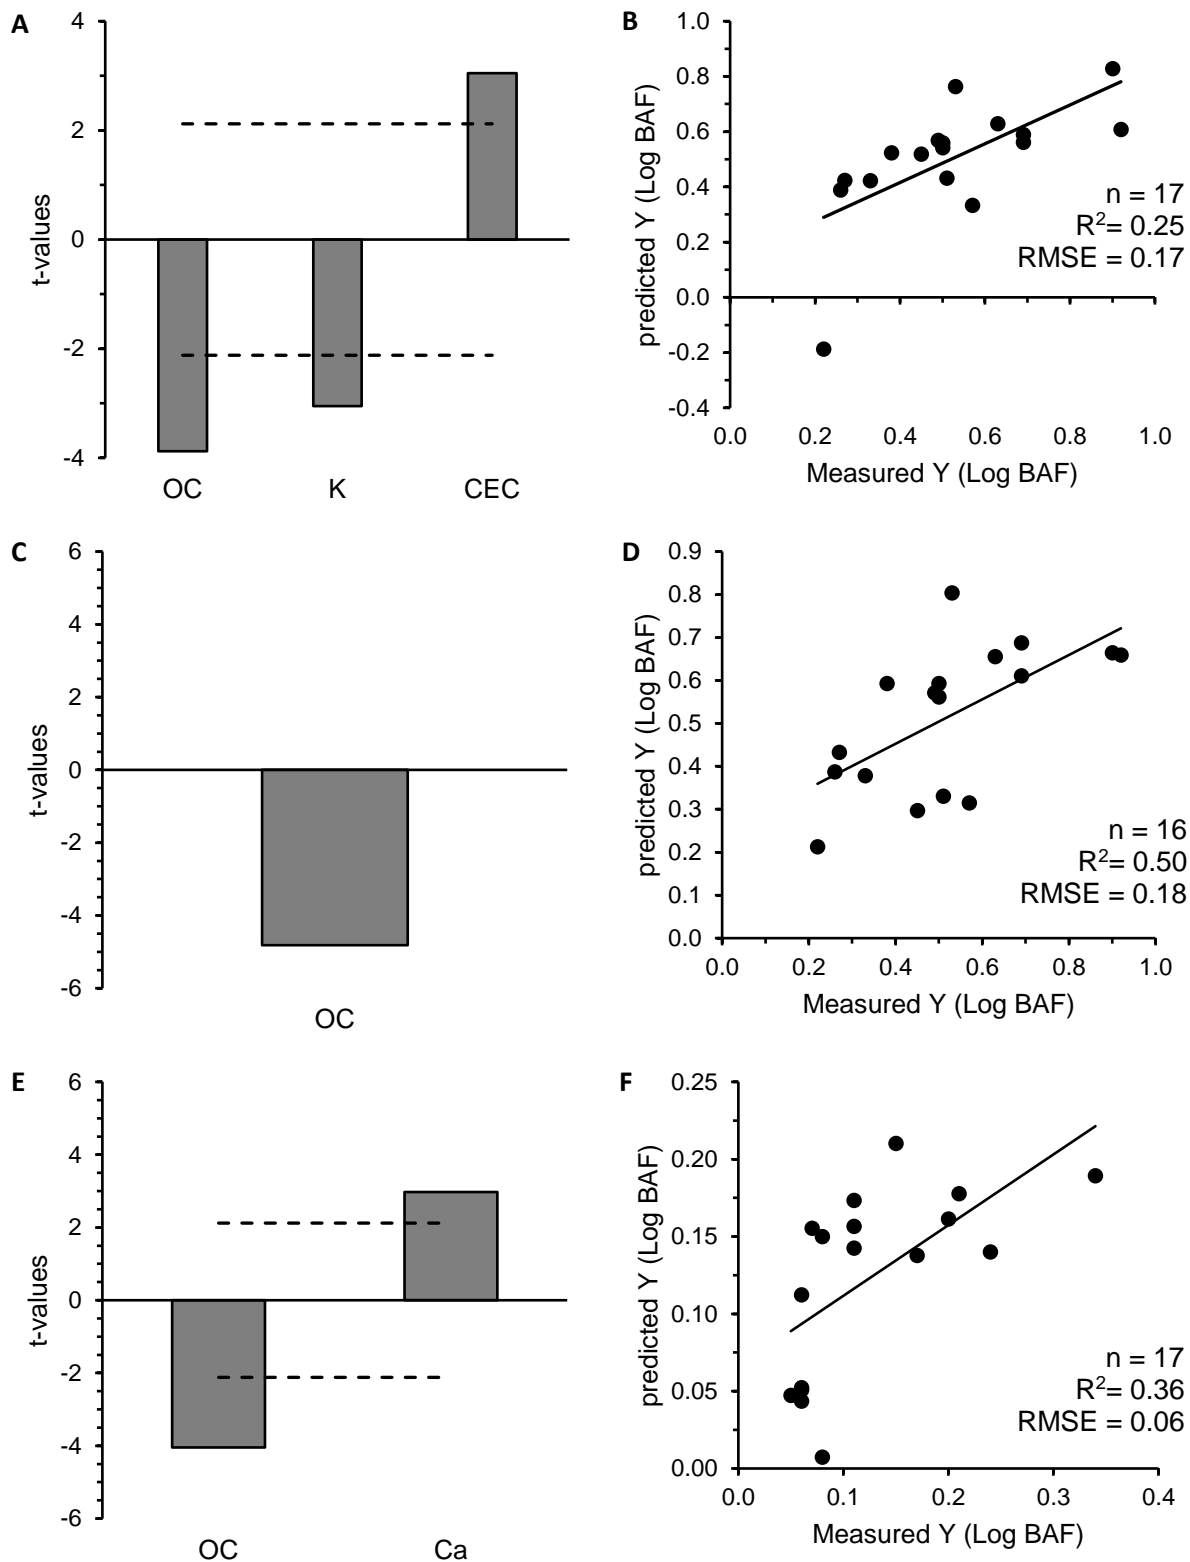 A
4
2
0
-2
-4
t-values
OC K CEC
B
1.0
0.8
0.6
0.4
0.2
0.0
-0.2
-0.4
predicted Y (Log BAF)
n = 17
R²= 0.25
RMSE = 0.17
0.0 0.2 0.4 0.6 0.8 1.0
Measured Y (Log BAF)
C
6
4
2
0
-2
-4
-6
t-values
OC
D
0.9
0.8
0.7
0.6
0.5
0.4
0.3
0.2
0.1
0.0
predicted Y (Log BAF)
n = 16
R²= 0.50
RMSE = 0.18
0.0 0.2 0.4 0.6 0.8 1.0
Measured Y (Log BAF)
E
6
4
2
0
-2
-4
-6
t-values
OC Ca
F
0.25
0.20
0.15
0.10
0.05
0.00
predicted Y (Log BAF)
n = 17
R²= 0.36
RMSE = 0.06
0.0 0.1 0.2 0.3 0.4
Measured Y (Log BAF)